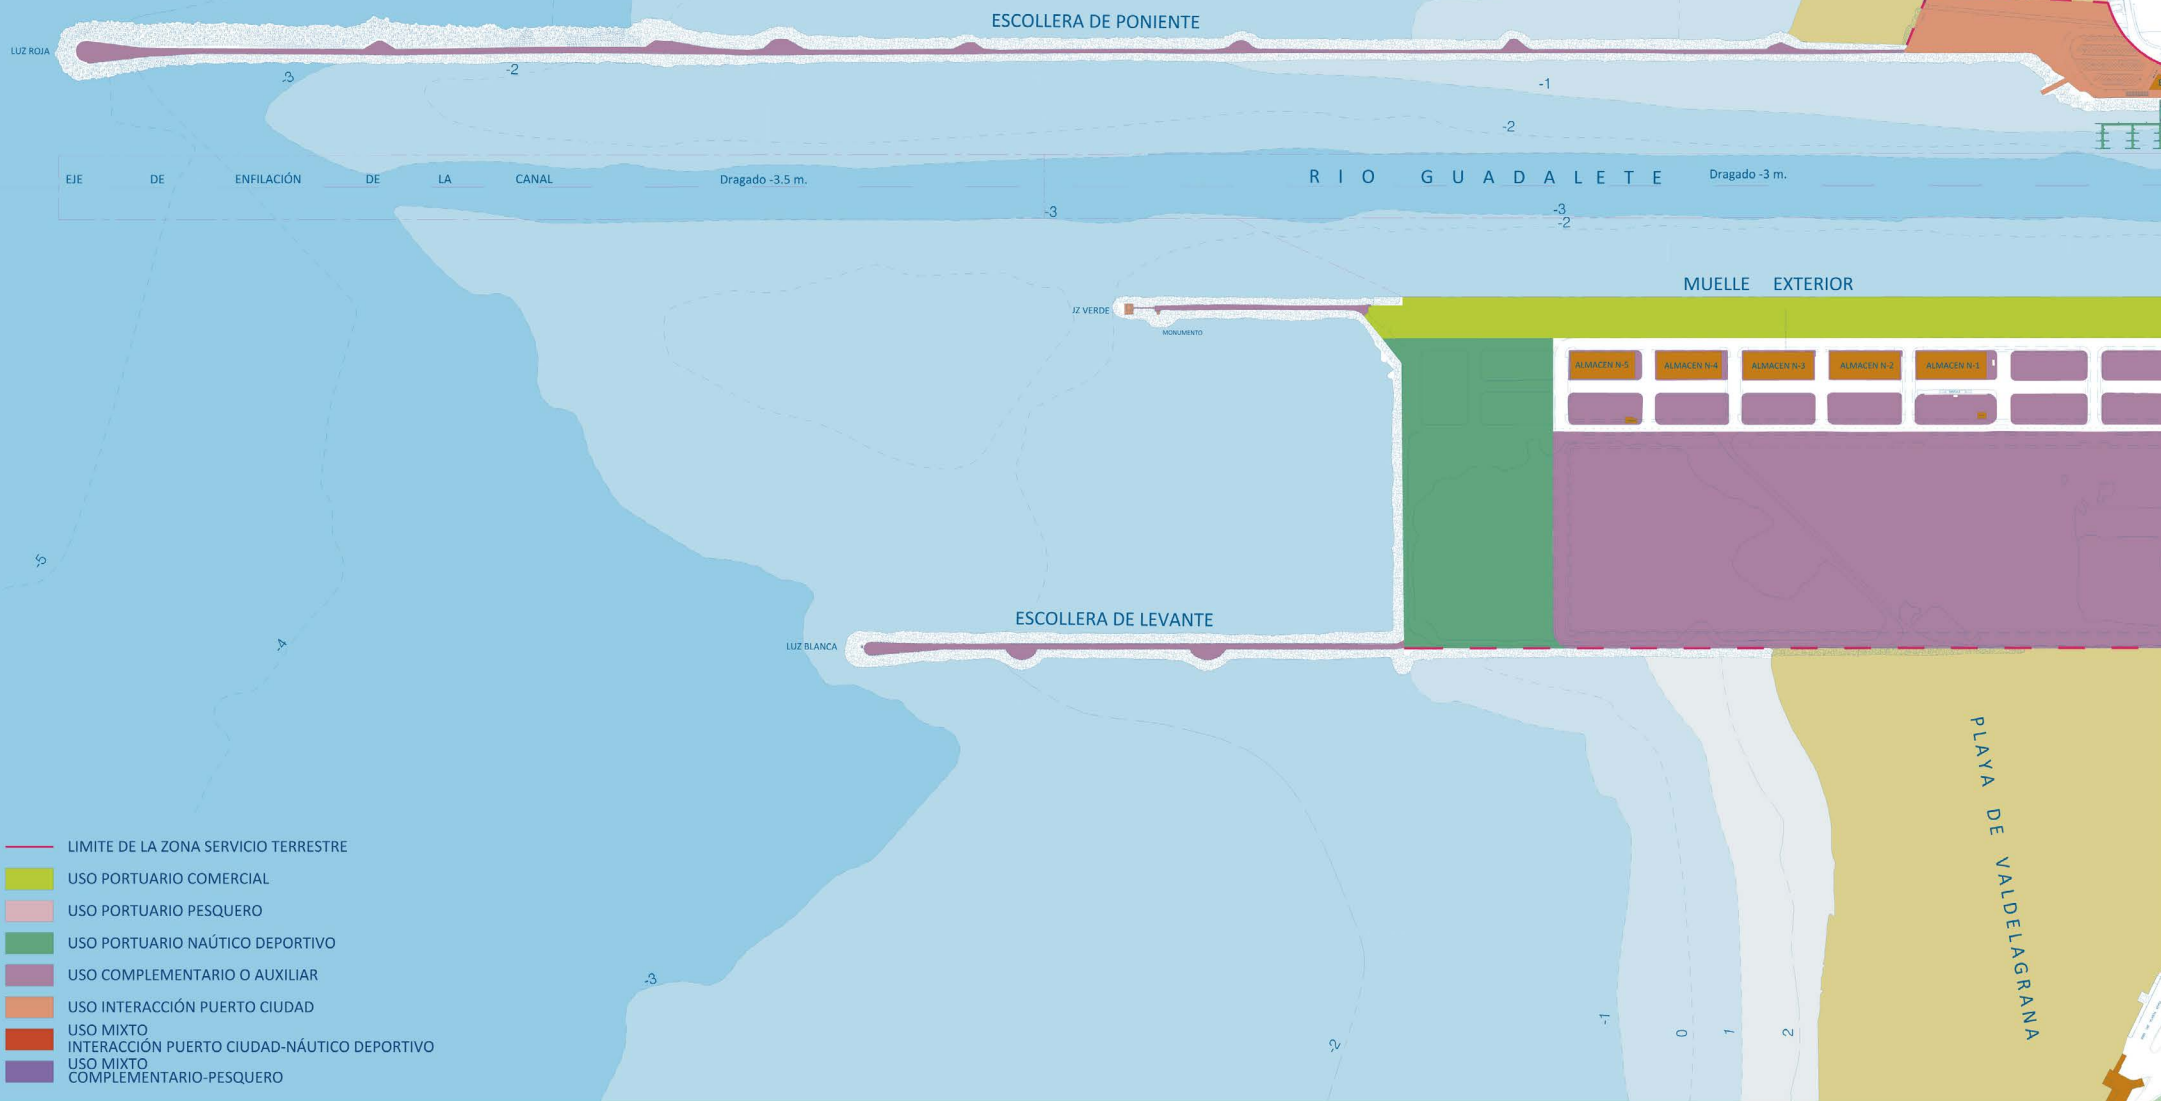 ESCOLLERA DE PONIENTE
LUZ ROJA
-3
-2
-1
-2
EJE DE ENFILACIÓN DE LA CANAL
Dragado -3.5 m.
RIO GUADALETE
Dragado -3 m.
-3
-3
-2
MUELLE EXTERIOR
UZ VERDE
MONUMENTO
ALMACEN N-5
ALMACEN N-4
ALMACEN N-3
ALMACEN N-2
ALMACEN N-1
-5
-4
ESCOLLERA DE LEVANTE
LUZ BLANCA
PLAYA DE VALDELAGRANA
-3
-2
-1
0
1
2
LIMITE DE LA ZONA SERVICIO TERRESTRE
USO PORTUARIO COMERCIAL
USO PORTUARIO PESQUERO
USO PORTUARIO NAÚTICO DEPORTIVO
USO COMPLEMENTARIO O AUXILIAR
USO INTERACCIÓN PUERTO CIUDAD
USO MIXTO
INTERACCIÓN PUERTO CIUDAD-NÁUTICO DEPORTIVO
USO MIXTO
COMPLEMENTARIO-PESQUERO